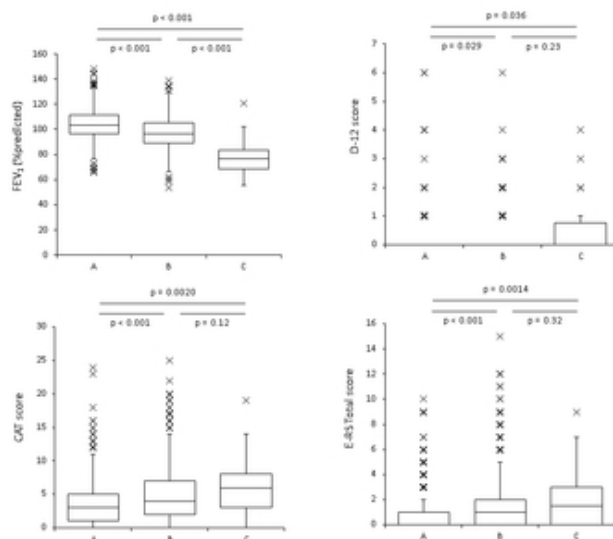 p < 0.001
p < 0.001 p < 0.001
FEV₁ (%predicted)
160
140
120
100
80
60
40
20
0
A B C
p = 0.036
p = 0.029 p = 0.23
D-12 score
7
6
5
4
3
2
1
0
A B C
p = 0.0020
p < 0.001 p = 0.12
CAT score
30
25
20
15
10
5
0
A B C
p = 0.0014
p < 0.001 p = 0.32
E-RS Total score
16
14
12
10
8
6
4
2
0
A B C